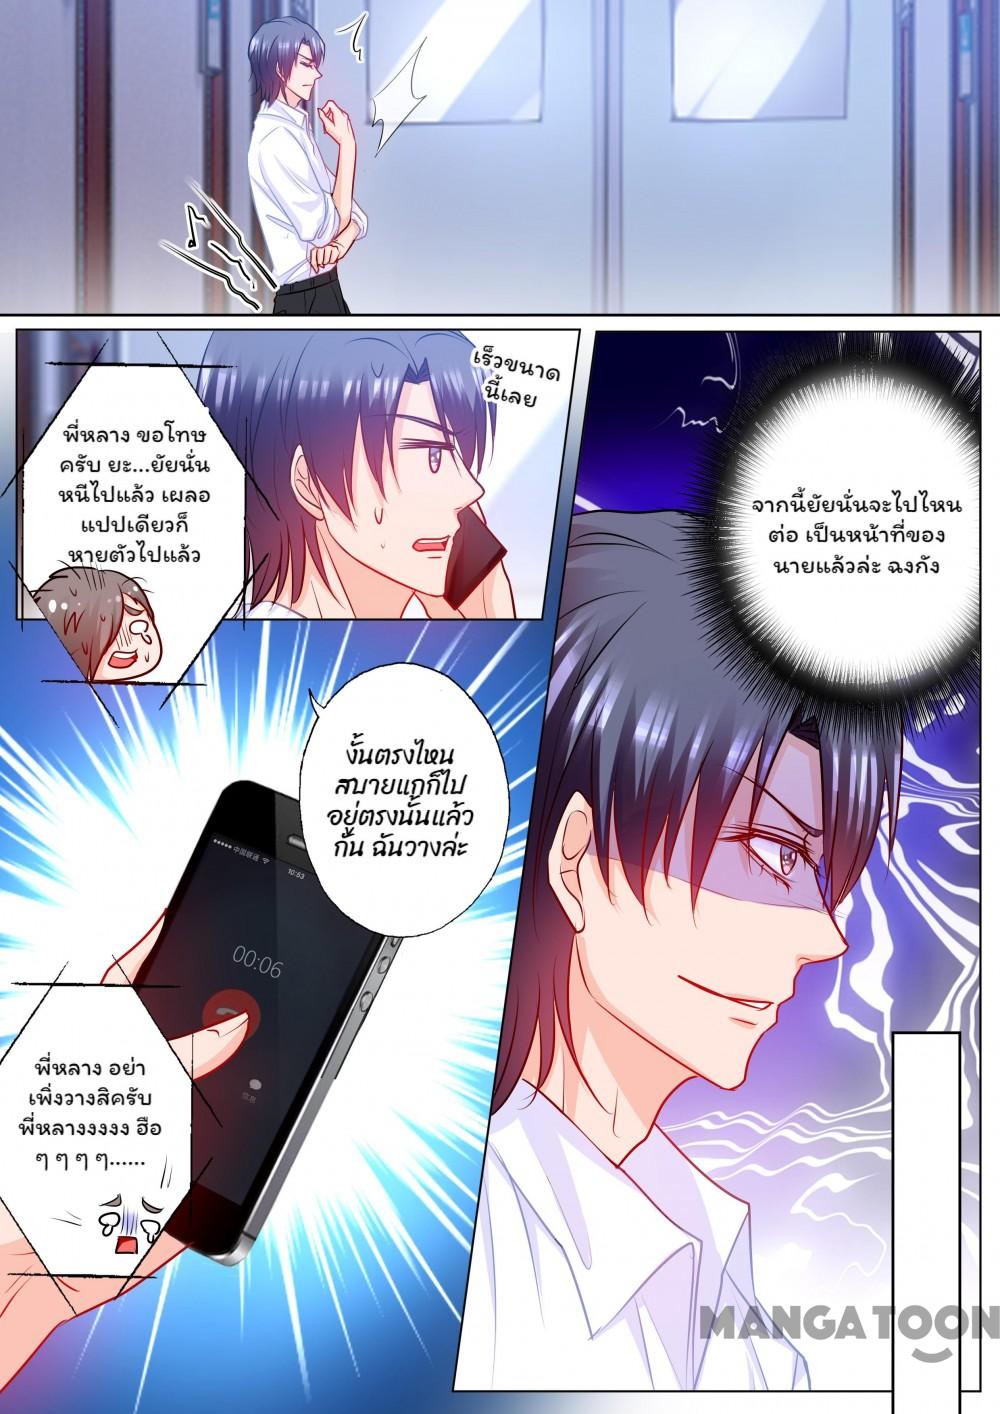 เร็วขนาด
นี้เลย
พี่หลาง ขอโทษ
ครับ ยะ...ยัยนั่น
หนีไปแล้ว เผลอ
แปปเดียวก็
หายตัวไปแล้ว
จากนี้ยัยนั่นจะไปไหน
ต่อ เป็นหน้าที่ของ
นายแล้วล่ะ ฉงกัง
งั้นตรงไหน
สบายแกก็ไป
อยู่ตรงนั้นแล้ว
กัน ฉันวางล่ะ
中国联通
10:53
00:06
信息
พี่หลาง อย่า
เพิ่งวางสิครับ
พี่หลางงงงง ฮือ
ๆ ๆ ๆ ๆ......
MANGATOON